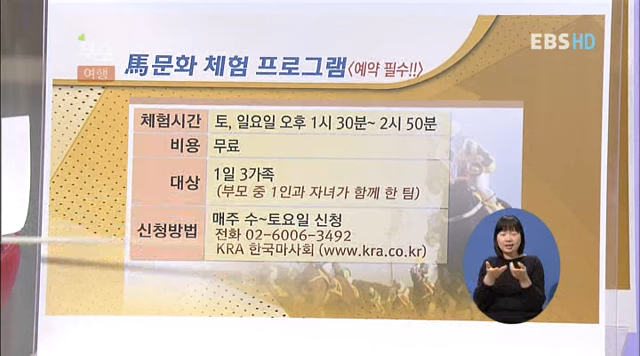 EBS HD
여행
馬문화 체험 프로그램<예약 필수!!>
체험시간 토, 일요일 오후 1시 30분~ 2시 50분
비용 무료
대상 1일 3가족
(부모 중 1인과 자녀가 함께 한 팀)
신청방법 매주 수~토요일 신청
전화 02-6006-3492
KRA 한국마사회 (www.kra.co.kr)